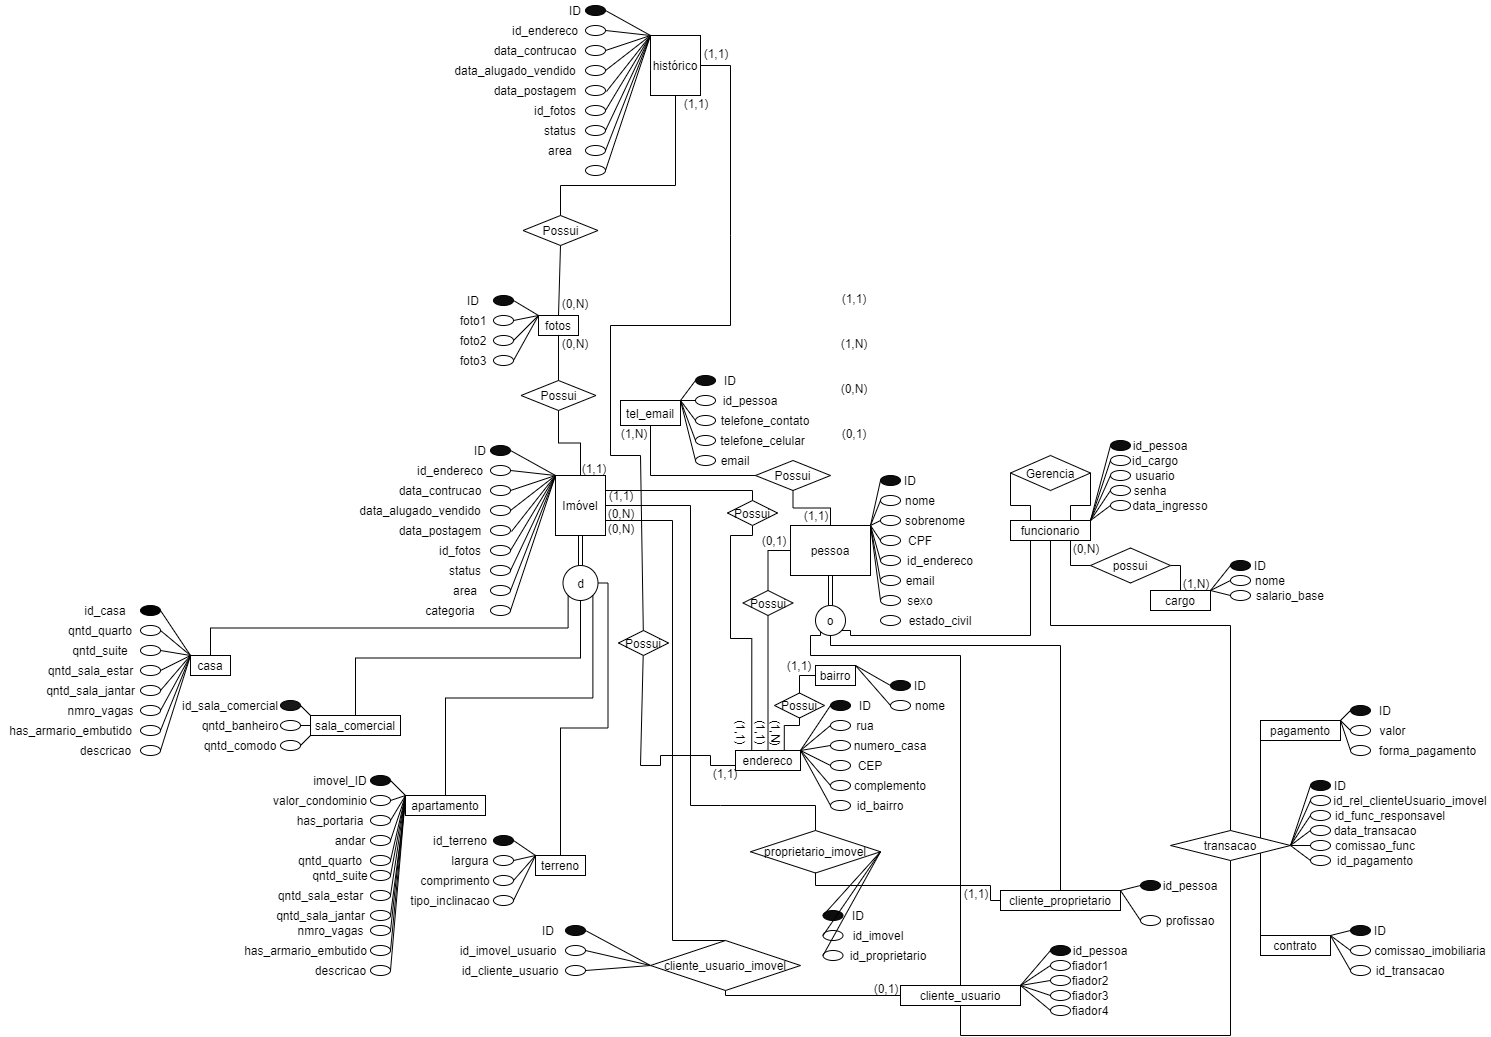 ID
id_endereco
data_contrucao
data_alugado_vendido
data_postagem
id_fotos
status
area
histórico
(1,1)
(1,1)
Possui
(0,N)
ID
foto1
foto2
foto3
fotos
(0,N)
Possui
(1,1)
(1,N)
(0,N)
(0,1)
ID
id_pessoa
telefone_contato
telefone_celular
email
tel_email
(1,N)
Possui
(1,1)
ID
id_endereco
data_contrucao
data_alugado_vendido
data_postagem
id_fotos
status
area
categoria
Imóvel
(1,1)
(1,1)
(0,N)
(0,N)
d
Possui
Possui
Possui
(0,1)
pessoa
ID
nome
sobrenome
CPF
id_endereco
email
sexo
estado_civil
o
Gerencia
funcionario
id_pessoa
id_cargo
usuario
senha
data_ingresso
(0,N)
possui
(1,N)
cargo
ID
nome
salario_base
id_casa
qntd_quarto
qntd_suite
qntd_sala_estar
qntd_sala_jantar
nmro_vagas
has_armario_embutido
descricao
casa
id_sala_comercial
qntd_banheiro
qntd_comodo
sala_comercial
imovel_ID
valor_condominio
has_portaria
andar
qntd_quarto
qntd_suite
qntd_sala_estar
qntd_sala_jantar
nmro_vagas
has_armario_embutido
descricao
apartamento
id_terreno
largura
comprimento
tipo_inclinacao
terreno
(1,1)
bairro
ID
nome
Possui
(1,1)
(1,1)
(1,N)
(1,1)
endereco
ID
rua
numero_casa
CEP
complemento
id_bairro
proprietario_imovel
ID
id_imovel
id_proprietario
(1,1)
cliente_proprietario
id_pessoa
profissao
ID
id_imovel_usuario
id_cliente_usuario
cliente_usuario_imovel
(0,1)
cliente_usuario
id_pessoa
fiador1
fiador2
fiador3
fiador4
pagamento
ID
valor
forma_pagamento
transacao
ID
id_rel_clienteUsuario_imovel
id_func_responsavel
data_transacao
comissao_func
id_pagamento
contrato
ID
comissao_imobiliaria
id_transacao